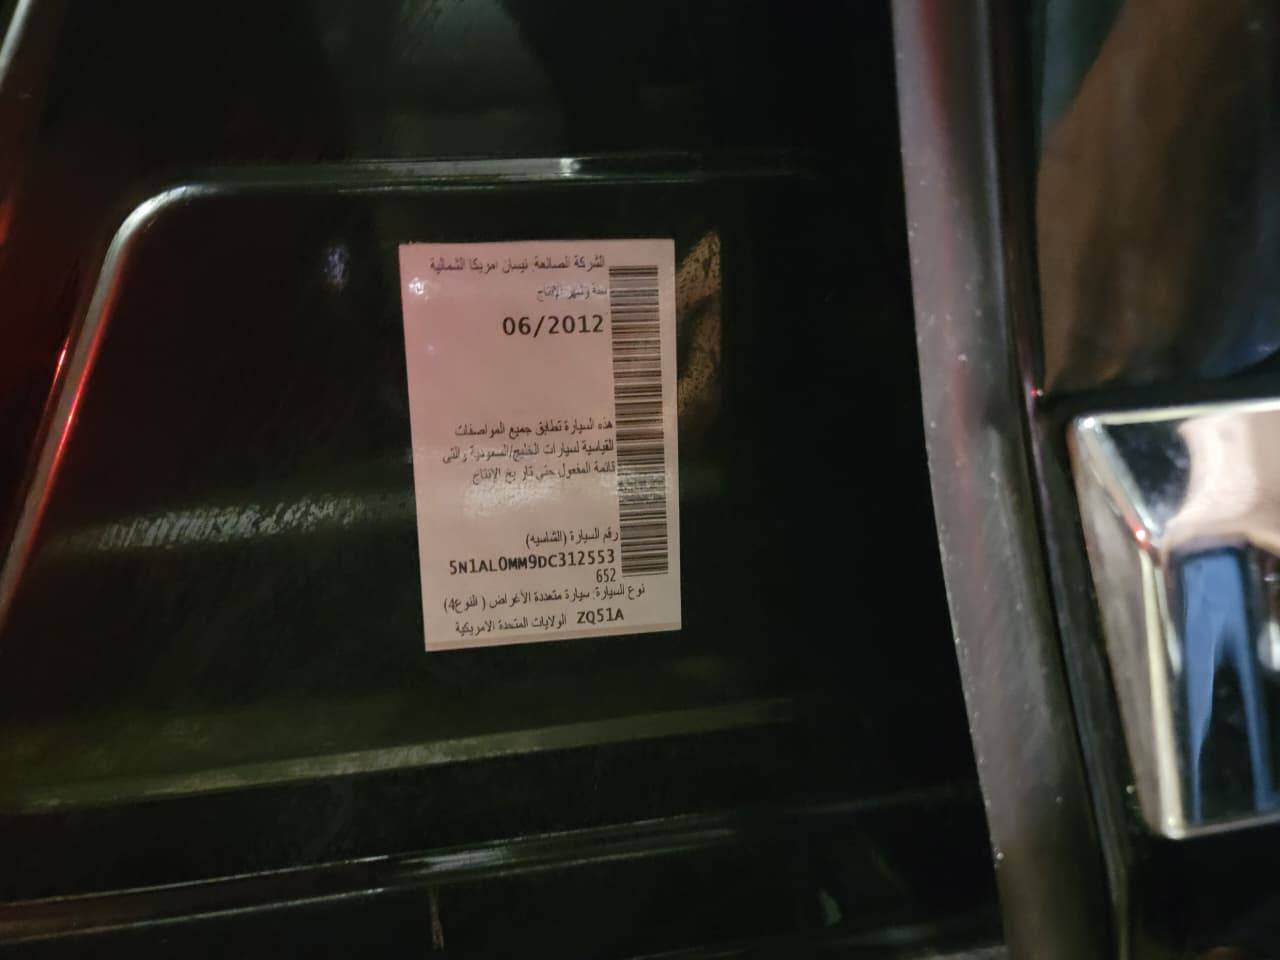 الشركة الصانعة: نيسان امريكا الشمالية
سنة وشهر الإنتاج
06/2012
هذه السيارة تطابق جميع المواصفات
القياسية لسيارات الخليج/السعودية والتى
قائمة المفعول حتى تاريخ الإنتاج
رقم السيارة (الشاسيه)
5N1AL0MM9DC312553
652
نوع السيارة: سيارة متعددة الأغراض ( النوع4)
ZQ51A الولايات المتحدة الامريكية